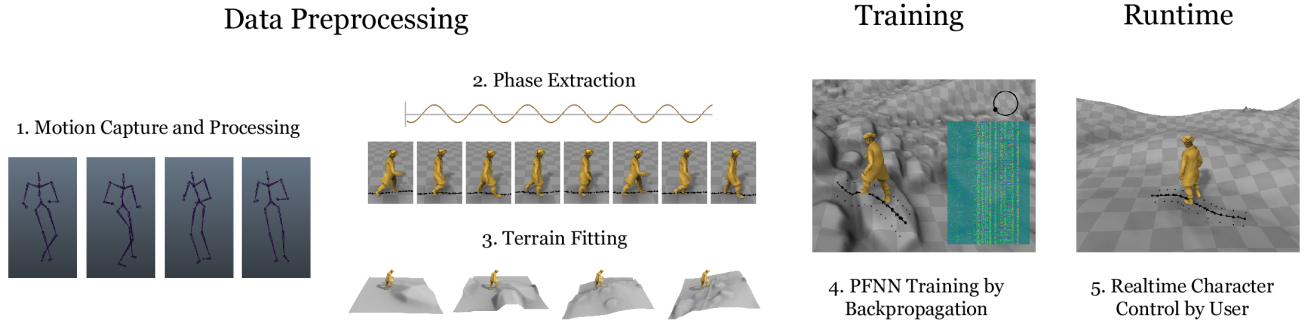 Data Preprocessing
Training
Runtime
1. Motion Capture and Processing
2. Phase Extraction
3. Terrain Fitting
4. PFNN Training by
Backpropagation
5. Realtime Character
Control by User